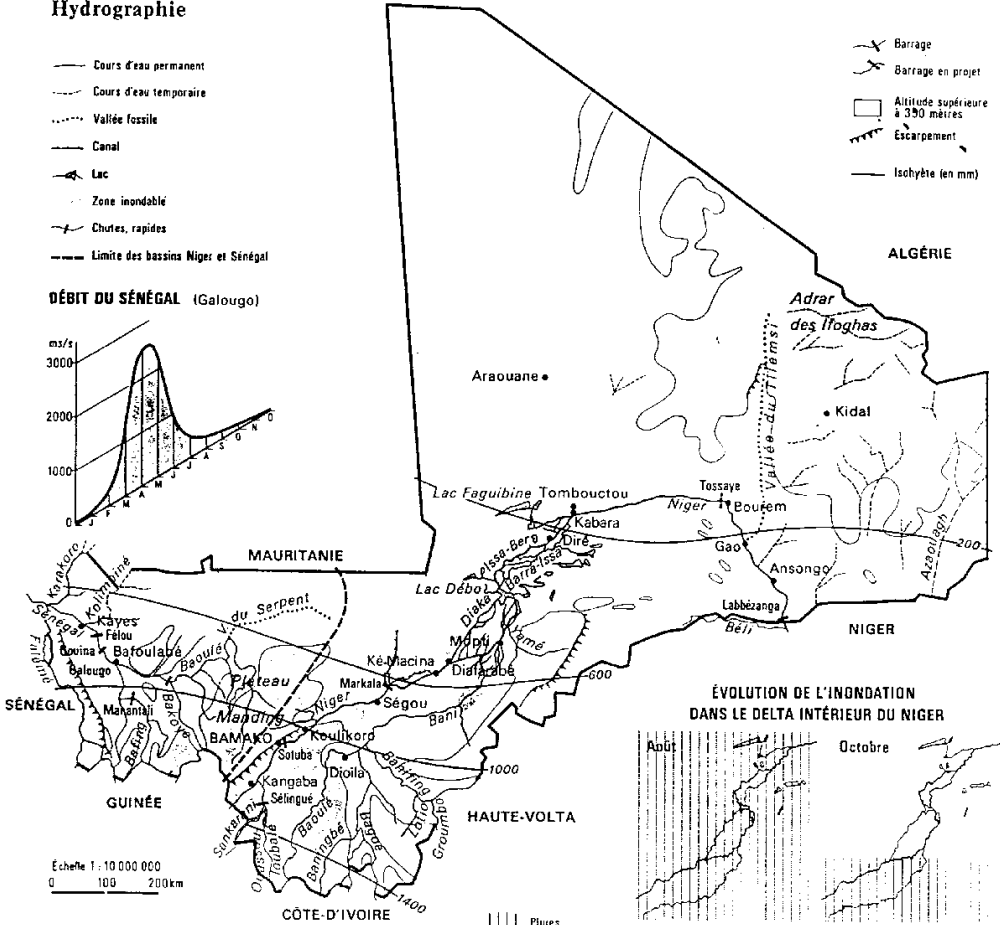 Hydrographie
Cours d'eau permanent
Cours d'eau temporaire
Vallée fossile
Canal
Lac
Zone inondable
Chutes, rapides
Limite des bassins Niger et Sénégal
Barrage
Barrage en projet
Altitude supérieure
à 350 mètres
Escarpement
Isohyète (en mm)
DÉBIT DU SÉNÉGAL (Galougo)
m3/s
3000
2000
1000
0
J F M A M J J A S O N D
ALGÉRIE
Adrar
des Ifoghas
Vallée du Tilemsi
Araouane
Kidal
Lac Faguibine
Tombouctou
Kabara
Niger
Tossaye
Bourem
Diré
Issa-Ber
Barra-Issa
Gao
200
Azaouagh
Ansongo
Labbézanga
Béli
NIGER
MAURITANIE
Lac Débo
Karakoro
Kolimbiné
Sénégal
Kayes
Félou
Gouina
Galougo
Bafoulabé
Falémé
V. du Serpent
Baoulé
Plateau
Manding
Diaka
Mopti
Yamé
Ké-Macina
Diafarabé
Markala
Niger
Ségou
Bani
600
SÉNÉGAL
Manantali
Bafing
Bakoye
BAMAKO
Koulikoro
Sotuba
Dioila
Kangaba
Sélingué
1000
Banifing
Lotio
GUINÉE
HAUTE-VOLTA
Sankarani
Baoulé
Bagoé
1400
CÔTE-D'IVOIRE
Échelle 1 : 10 000 000
0 100 200km
ÉVOLUTION DE L'INONDATION
DANS LE DELTA INTÉRIEUR DU NIGER
Août
Octobre
Pluies